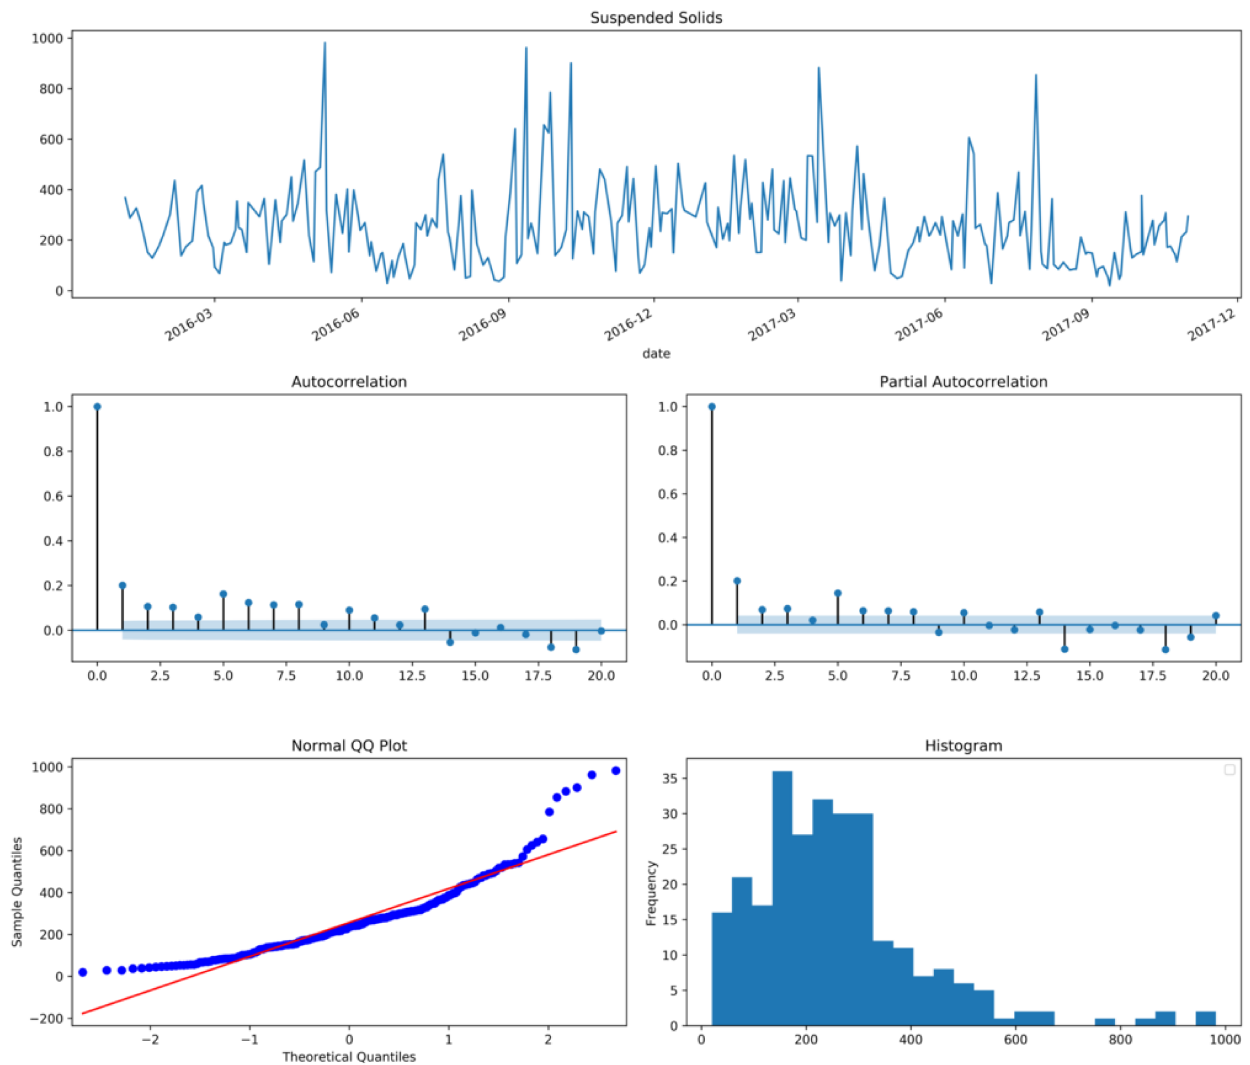 Suspended Solids
1000
800
600
400
200
0
2016-03 2016-06 2016-09 2016-12 2017-03 2017-06 2017-09 2017-12
date
Autocorrelation
1.0
0.8
0.6
0.4
0.2
0.0
0.0 2.5 5.0 7.5 10.0 12.5 15.0 17.5 20.0
Partial Autocorrelation
1.0
0.8
0.6
0.4
0.2
0.0
0.0 2.5 5.0 7.5 10.0 12.5 15.0 17.5 20.0
Normal QQ Plot
Sample Quantiles
1000
800
600
400
200
0
−200
−2 −1 0 1 2
Theoretical Quantiles
Histogram
Frequency
35
30
25
20
15
10
5
0
0 200 400 600 800 1000